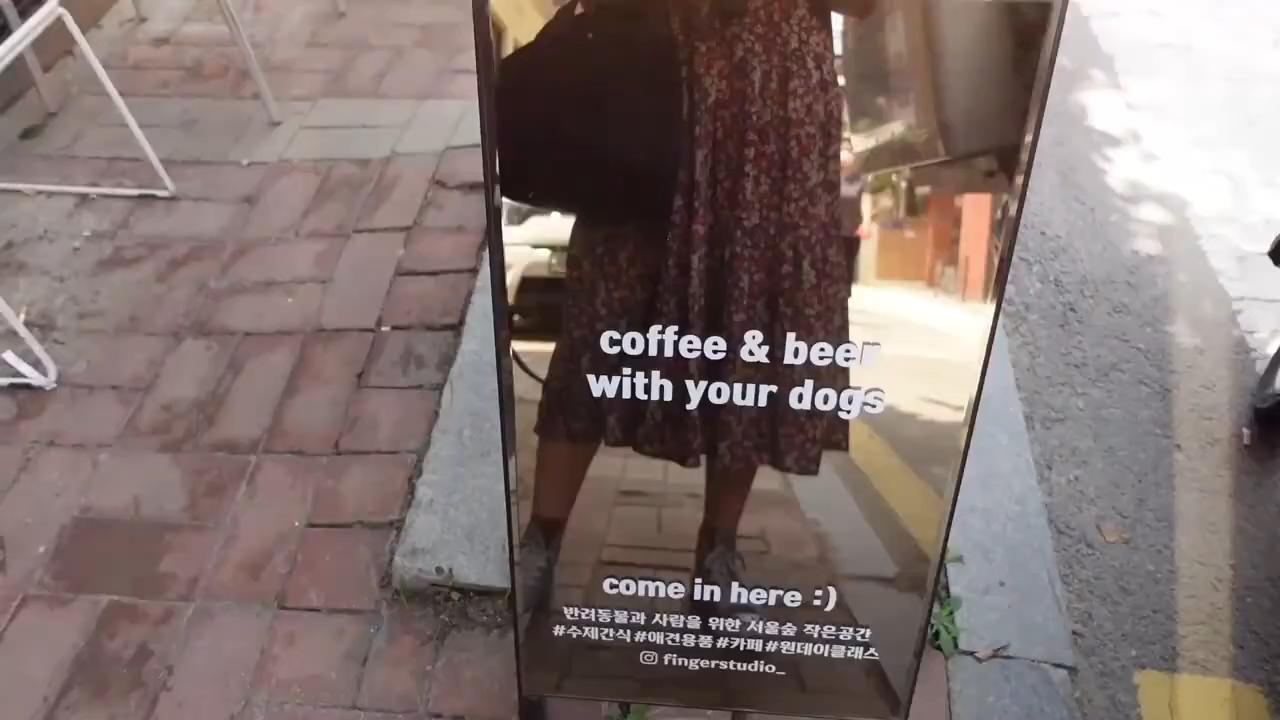 coffee & beer
with your dogs
come in here :)
반려동물과 사람을 위한 서울숲 작은공간
#수제간식 #애견용품 #카페 #원데이클래스
fingerstudio_